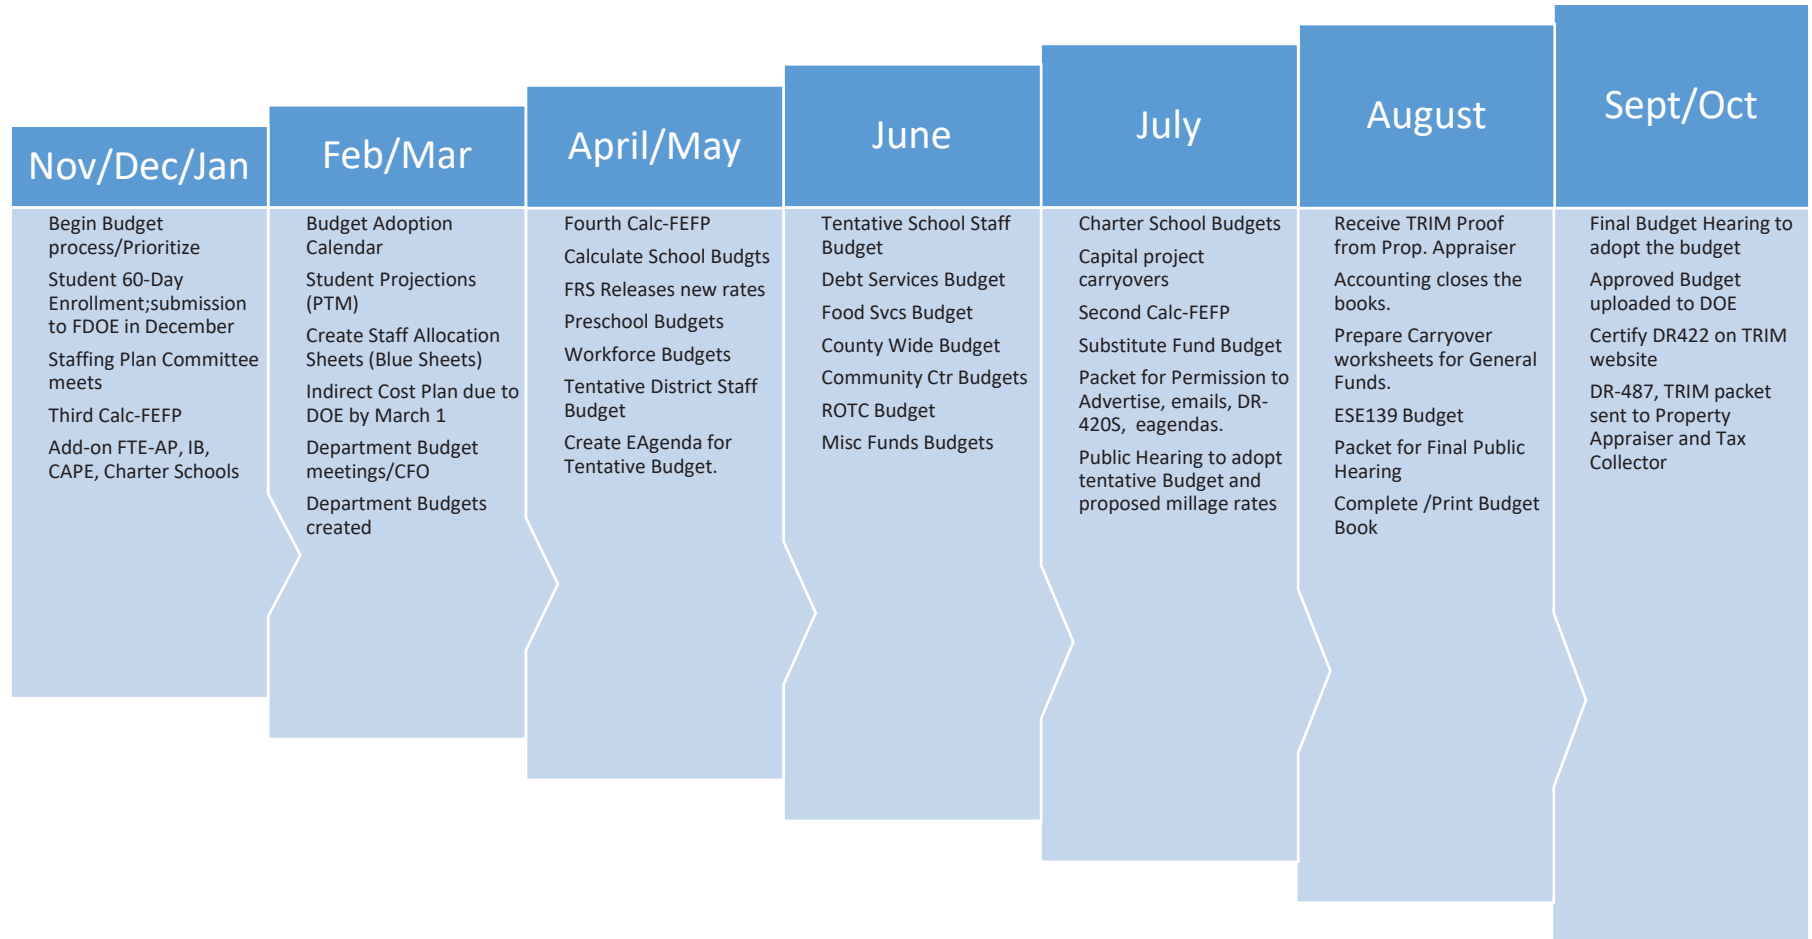 Nov/Dec/Jan
Begin Budget
process/Prioritize
Student 60-Day
Enrollment;submission
to FDOE in December
Staffing Plan Committee
meets
Third Calc-FEFP
Add-on FTE-AP, IB,
CAPE, Charter Schools
Feb/Mar
Budget Adoption
Calendar
Student Projections
(PTM)
Create Staff Allocation
Sheets (Blue Sheets)
Indirect Cost Plan due to
DOE by March 1
Department Budget
meetings/CFO
Department Budgets
created
April/May
Fourth Calc-FEFP
Calculate School Budgts
FRS Releases new rates
Preschool Budgets
Workforce Budgets
Tentative District Staff
Budget
Create EAgenda for
Tentative Budget.
June
Tentative School Staff
Budget
Debt Services Budget
Food Svcs Budget
County Wide Budget
Community Ctr Budgets
ROTC Budget
Misc Funds Budgets
July
Charter School Budgets
Capital project
carryovers
Second Calc-FEFP
Substitute Fund Budget
Packet for Permission to
Advertise, emails, DR-
420S, eagendas.
Public Hearing to adopt
tentative Budget and
proposed millage rates
August
Receive TRIM Proof
from Prop. Appraiser
Accounting closes the
books.
Prepare Carryover
worksheets for General
Funds.
ESE139 Budget
Packet for Final Public
Hearing
Complete /Print Budget
Book
Sept/Oct
Final Budget Hearing to
adopt the budget
Approved Budget
uploaded to DOE
Certify DR422 on TRIM
website
DR-487, TRIM packet
sent to Property
Appraiser and Tax
Collector